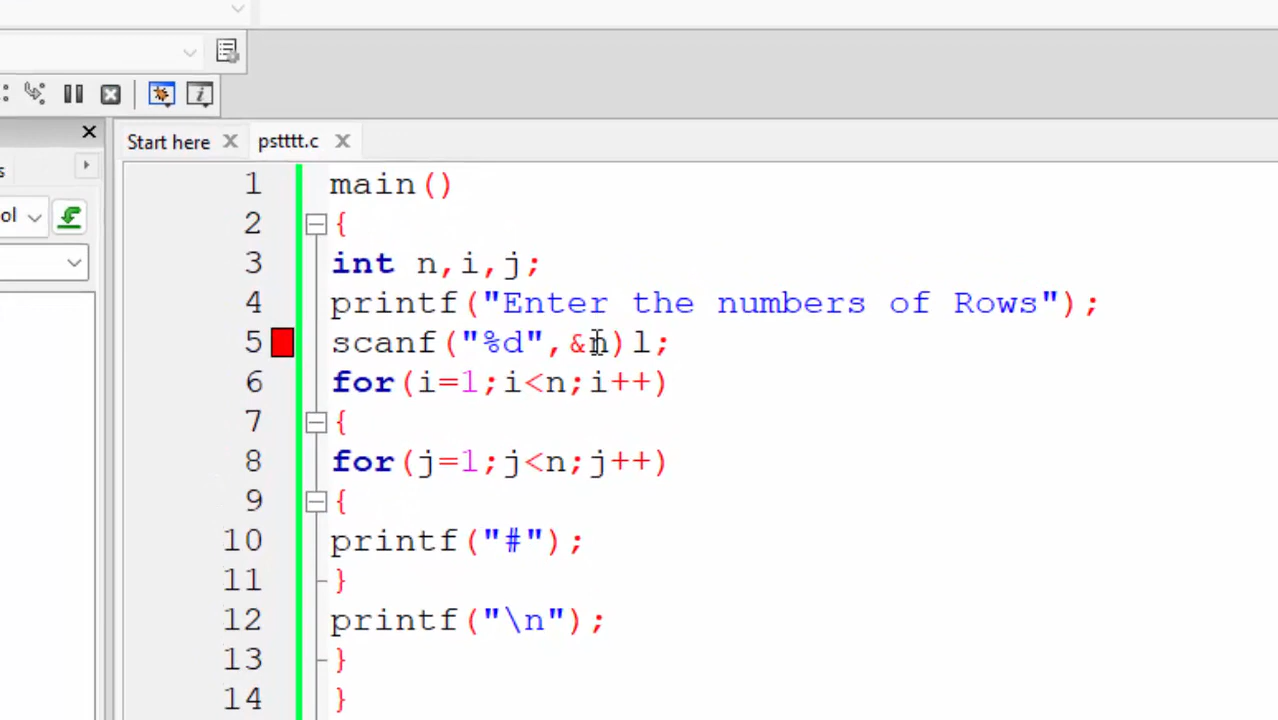 s
ol
Start here
pstttt.c
1 main()
2 {
3 int n,i,j;
4 printf("Enter the numbers of Rows");
5 scanf("%d",&n)l;
6 for(i=1;i<n;i++)
7 {
8 for(j=1;j<n;j++)
9 {
10 printf("#");
11 }
12 printf("\n");
13 }
14 }